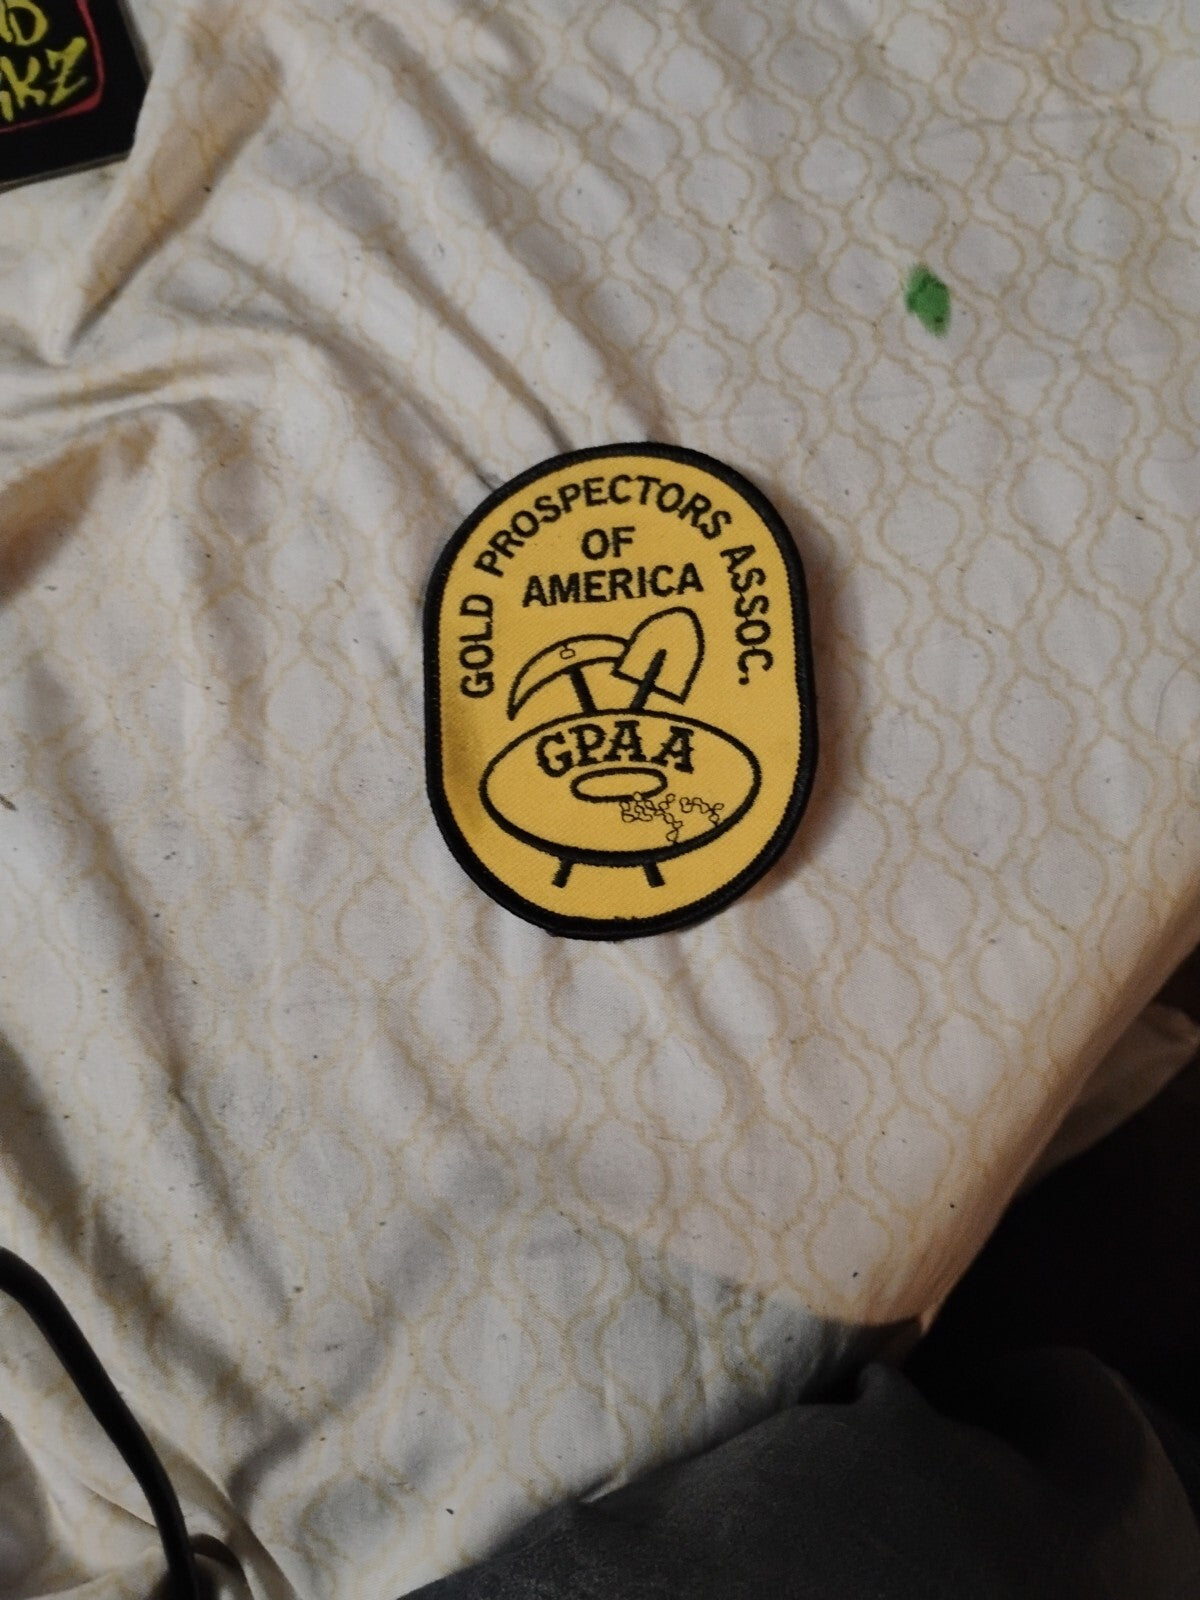 GOLD PROSPECTORS ASSOC.
OF
AMERICA
GPAA